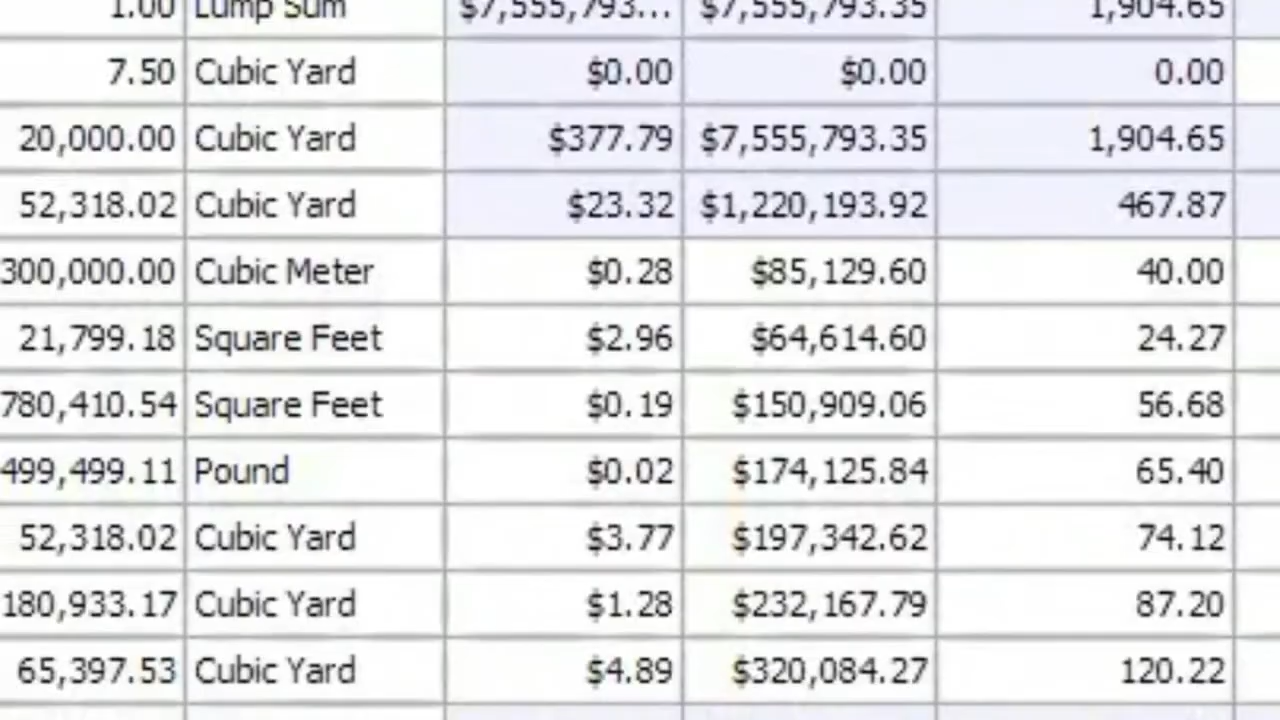 1.00 Lump Sum $7,555,793... $7,555,793.35 1,904.65
7.50 Cubic Yard $0.00 $0.00 0.00
20,000.00 Cubic Yard $377.79 $7,555,793.35 1,904.65
52,318.02 Cubic Yard $23.32 $1,220,193.92 467.87
300,000.00 Cubic Meter $0.28 $85,129.60 40.00
21,799.18 Square Feet $2.96 $64,614.60 24.27
780,410.54 Square Feet $0.19 $150,909.06 56.68
499,499.11 Pound $0.02 $174,125.84 65.40
52,318.02 Cubic Yard $3.77 $197,342.62 74.12
180,933.17 Cubic Yard $1.28 $232,167.79 87.20
65,397.53 Cubic Yard $4.89 $320,084.27 120.22